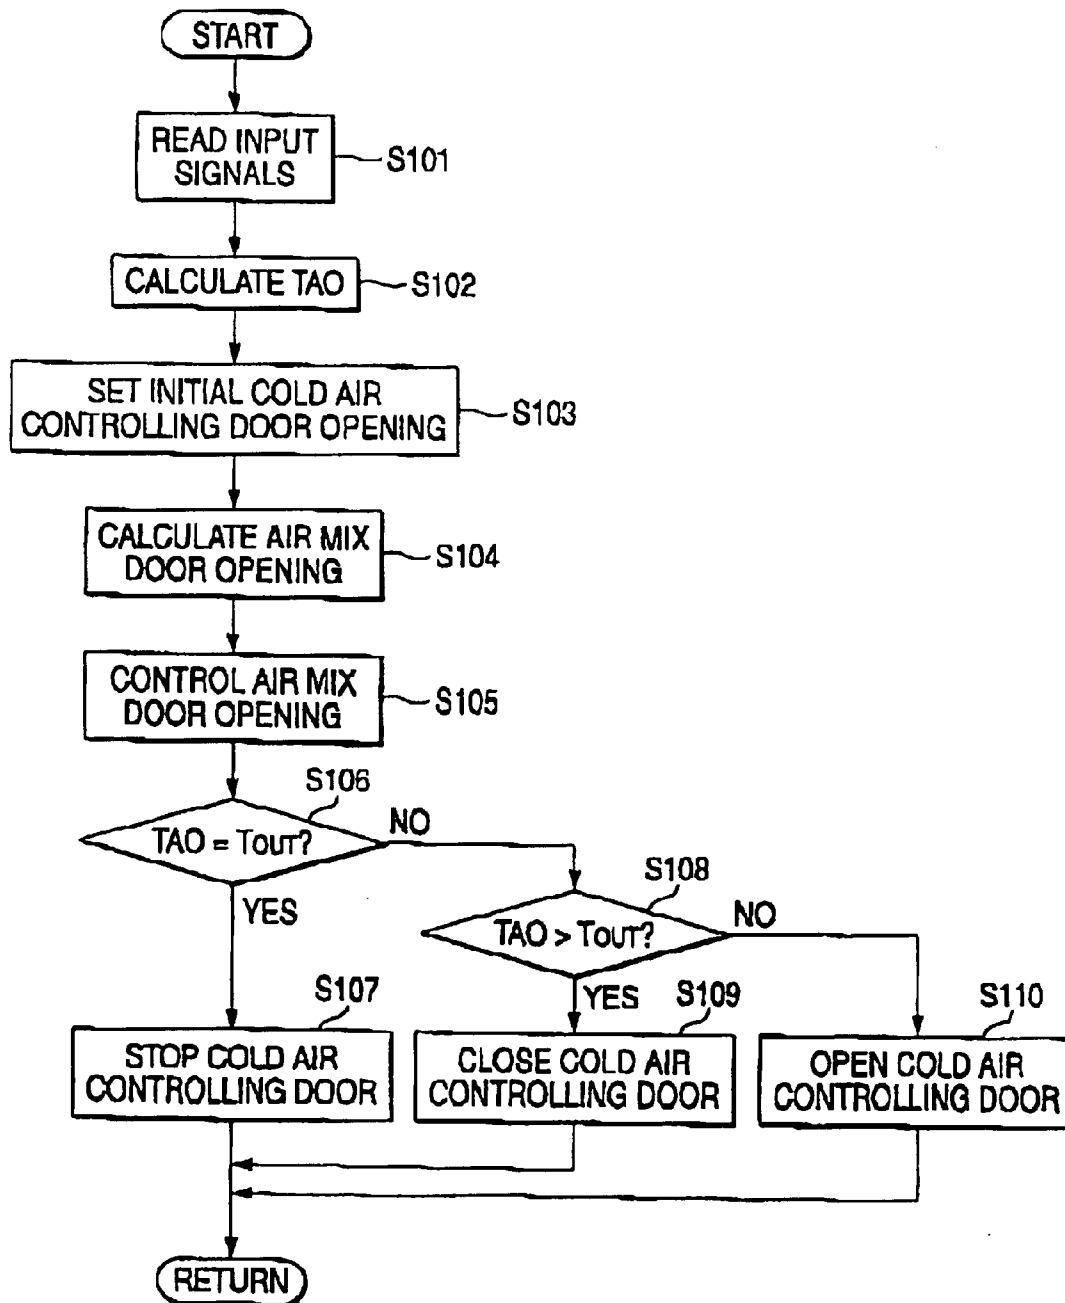 START
READ INPUT
SIGNALS
S101
CALCULATE TAO
S102
SET INITIAL COLD AIR
CONTROLLING DOOR OPENING
S103
CALCULATE AIR MIX
DOOR OPENING
S104
CONTROL AIR MIX
DOOR OPENING
S105
S106
TAO = TOUT?
NO
YES
S108
TAO > TOUT?
NO
YES
S107
STOP COLD AIR
CONTROLLING DOOR
S109
CLOSE COLD AIR
CONTROLLING DOOR
S110
OPEN COLD AIR
CONTROLLING DOOR
RETURN